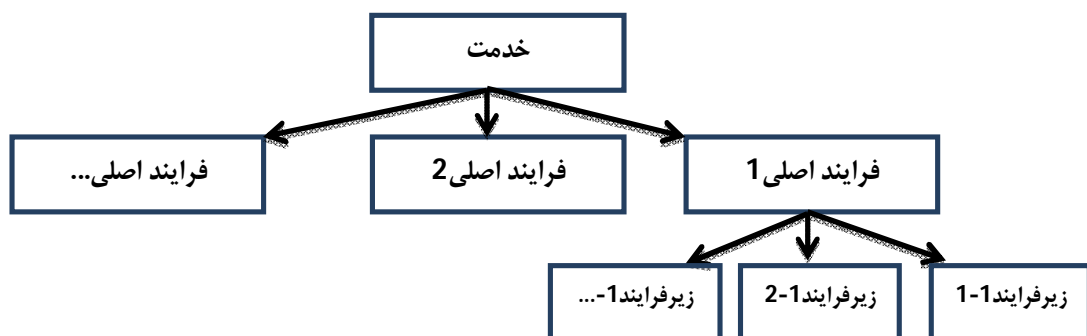 خدمت
فرایند اصلی1
فرایند اصلی2
فرایند اصلی...
زیرفرایند1-1
زیرفرایند1-2
زیرفرایند1-...